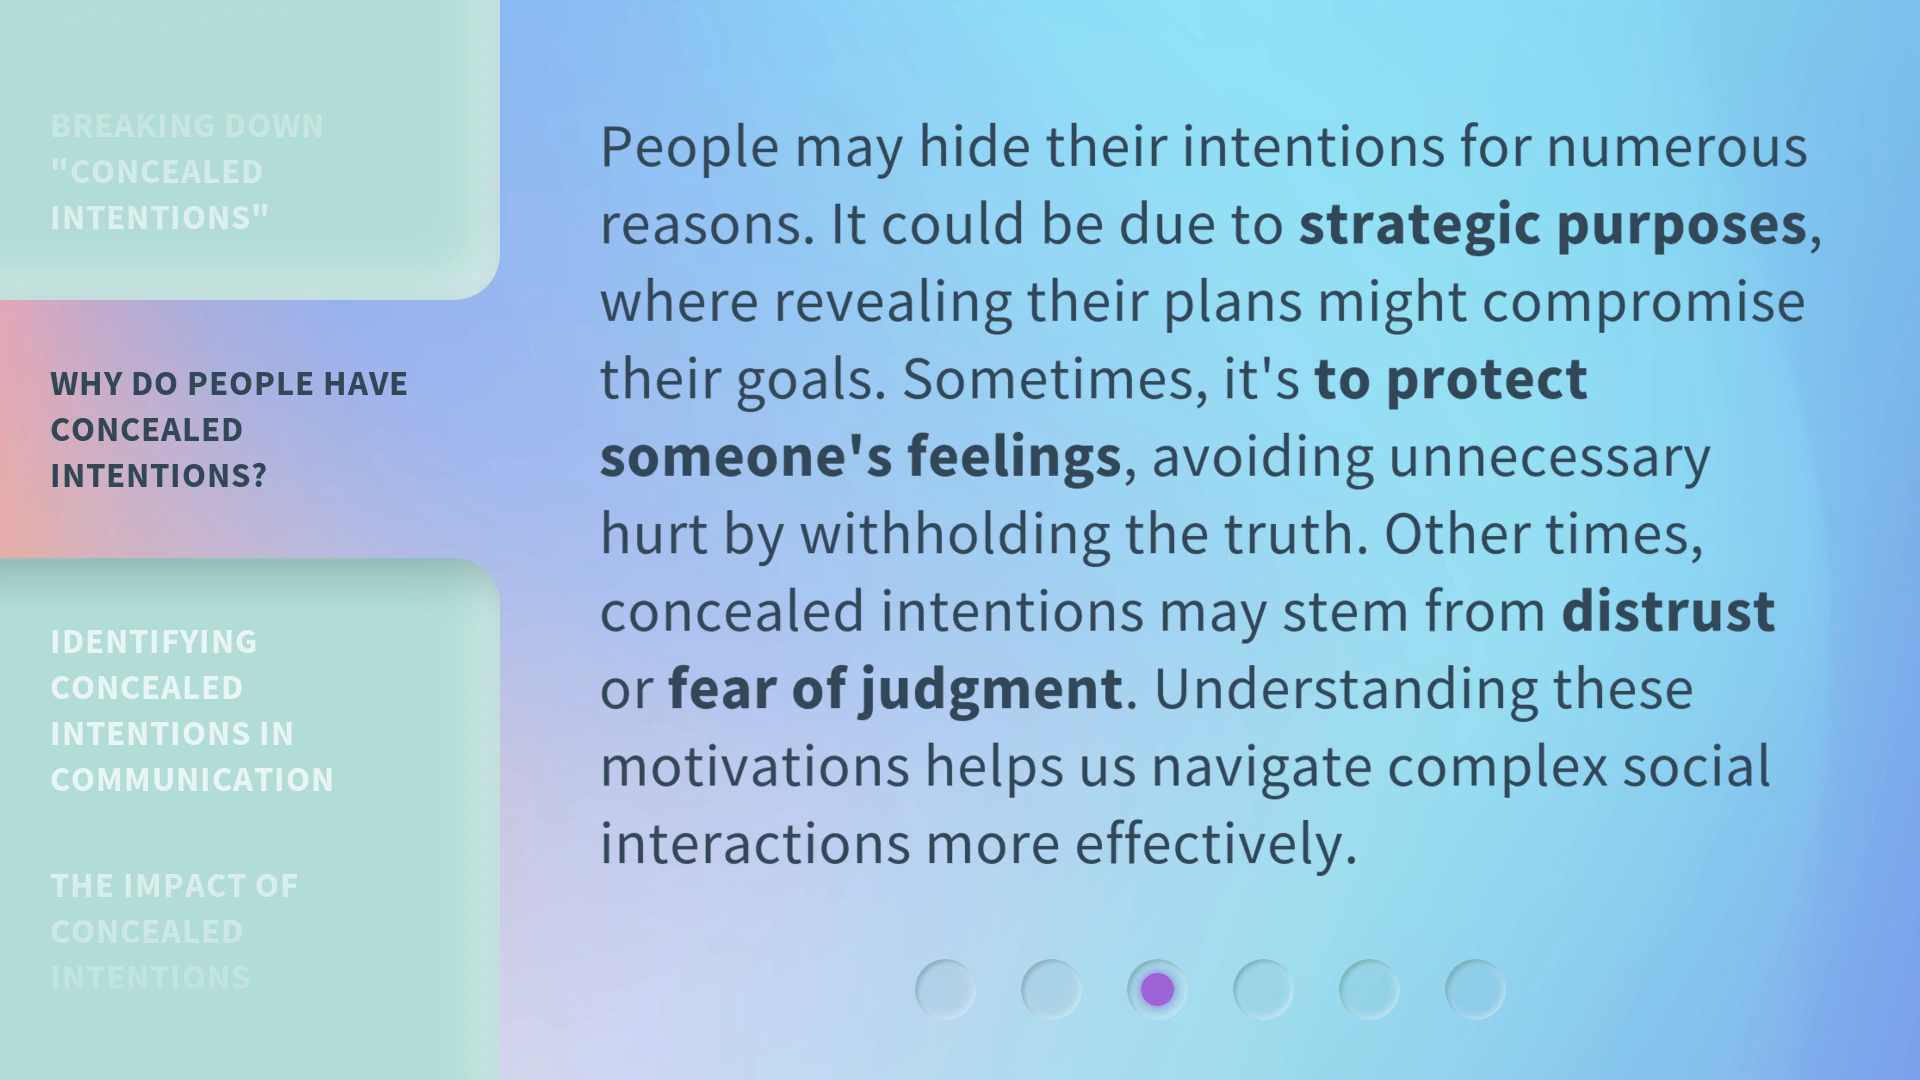 INTRODUCTION
BREAKING DOWN
"CONCEALED
INTENTIONS"
WHY DO PEOPLE HAVE
CONCEALED
INTENTIONS?
IDENTIFYING
CONCEALED
INTENTIONS IN
COMMUNICATION
THE IMPACT OF
CONCEALED
INTENTIONS
People may hide their intentions for numerous
reasons. It could be due to strategic purposes,
where revealing their plans might compromise
their goals. Sometimes, it's to protect
someone's feelings, avoiding unnecessary
hurt by withholding the truth. Other times,
concealed intentions may stem from distrust
or fear of judgment. Understanding these
motivations helps us navigate complex social
interactions more effectively.